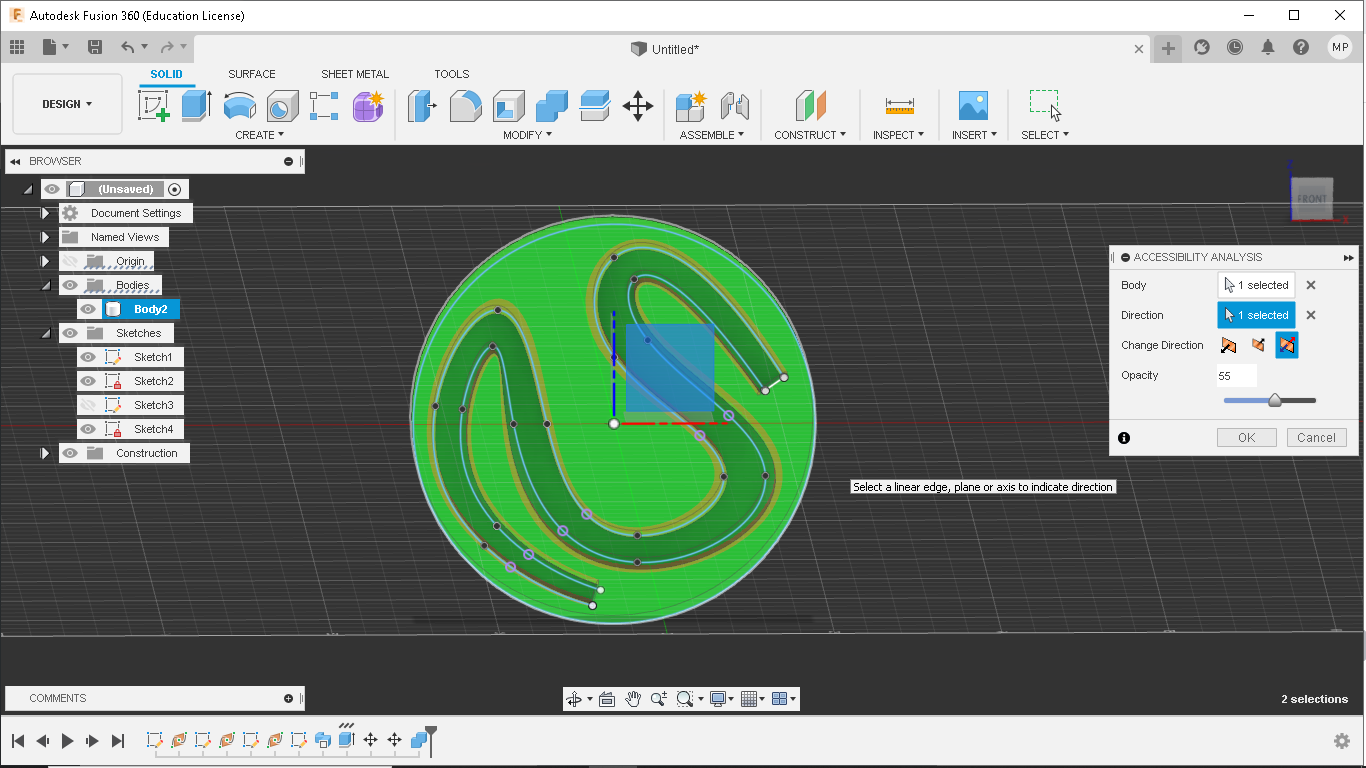 Autodesk Fusion 360 (Education License)
Untitled*
MP
SOLID
SURFACE
SHEET METAL
TOOLS
DESIGN
CREATE
MODIFY
ASSEMBLE
CONSTRUCT
INSPECT
INSERT
SELECT
BROWSER
(Unsaved)
Document Settings
Named Views
Origin
Bodies
Body2
Sketches
Sketch1
Sketch2
Sketch3
Sketch4
Construction
Z
FRONT
X
ACCESSIBILITY ANALYSIS
Body
1 selected
Direction
1 selected
Change Direction
Opacity
55
OK
Cancel
Select a linear edge, plane or axis to indicate direction
COMMENTS
2 selections